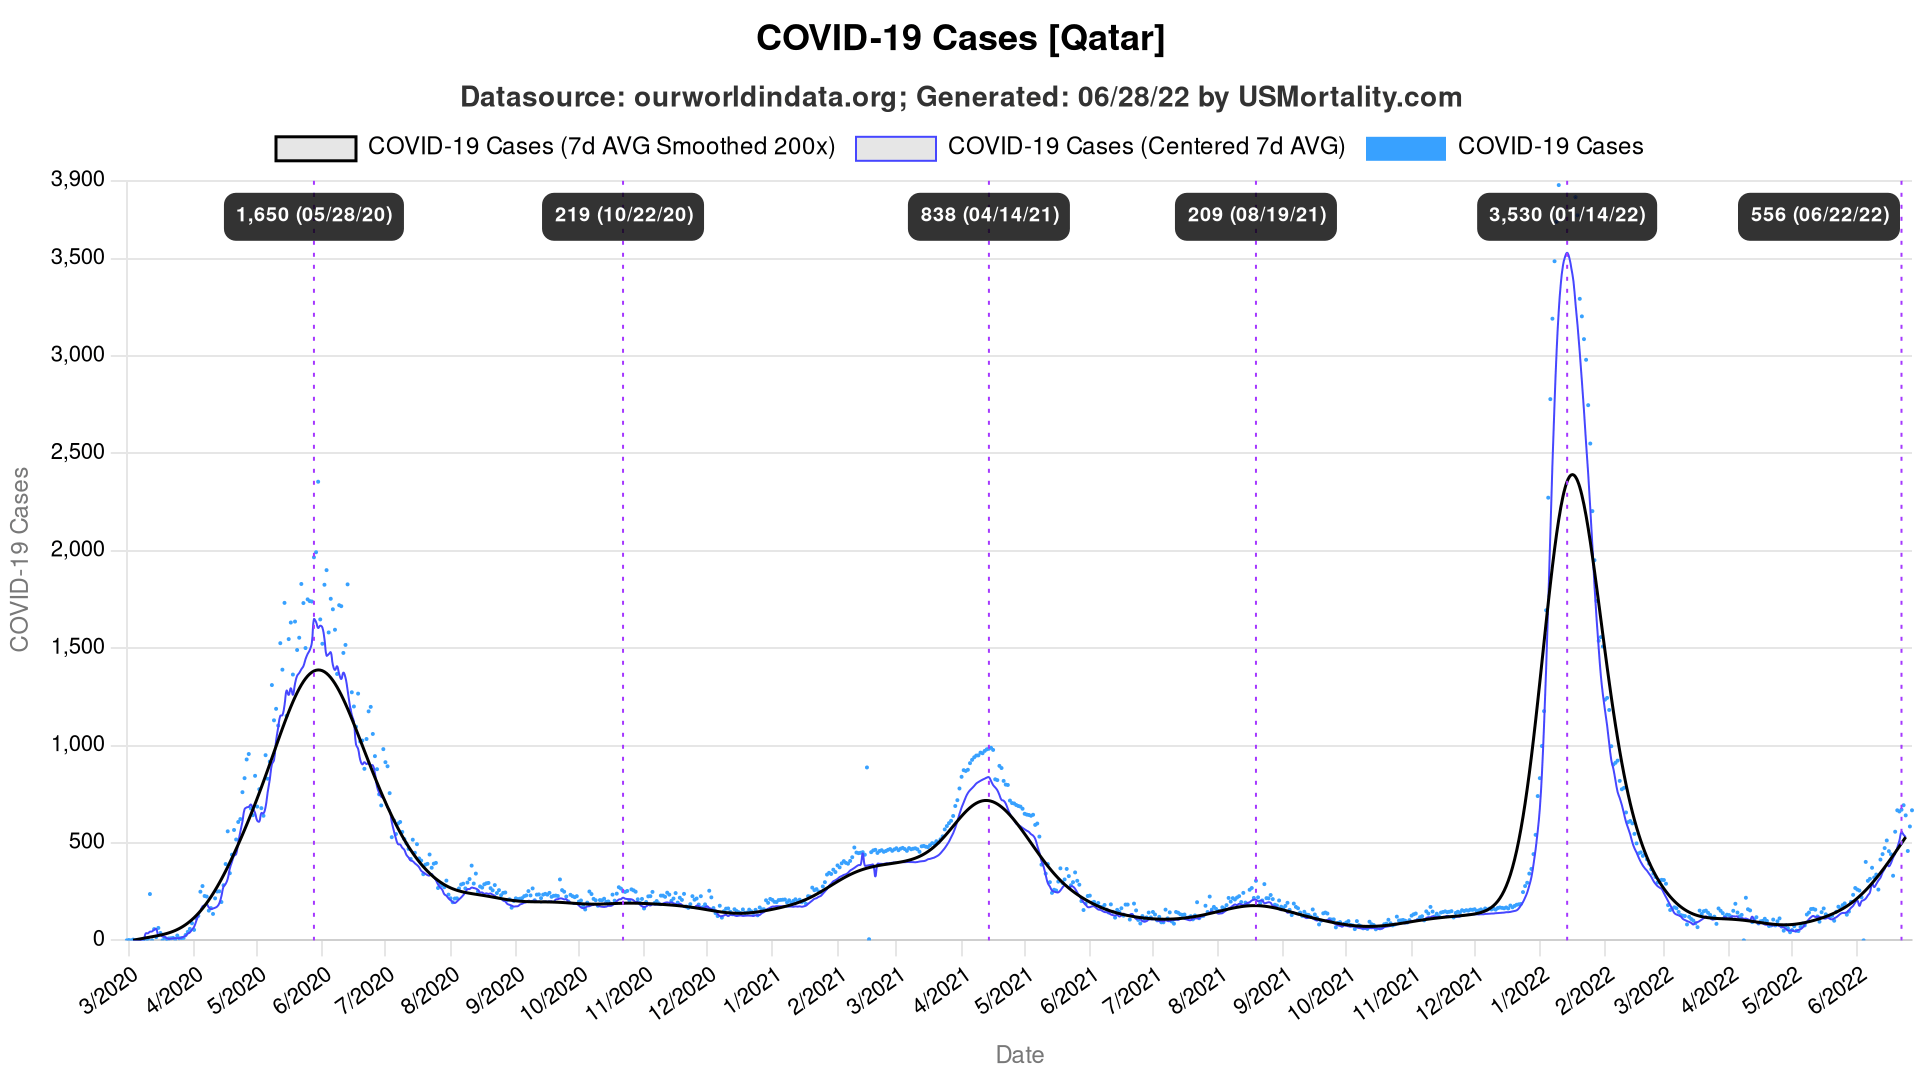 COVID-19 Cases [Qatar]
Datasource: ourworldindata.org; Generated: 06/28/22 by USMortality.com
COVID-19 Cases (7d AVG Smoothed 200x) COVID-19 Cases (Centered 7d AVG) COVID-19 Cases
3,900
1,650 (05/28/20) 219 (10/22/20) 838 (04/14/21) 209 (08/19/21) 3,530 (01/14/22) 556 (06/22/22)
3,500
3,000
2,500
2,000
1,500
1,000
500
0
COVID-19 Cases
3/2020 4/2020 5/2020 6/2020 7/2020 8/2020 9/2020 10/2020 11/2020 12/2020 1/2021 2/2021 3/2021 4/2021 5/2021 6/2021 7/2021 8/2021 9/2021 10/2021 11/2021 12/2021 1/2022 2/2022 3/2022 4/2022 5/2022 6/2022
Date